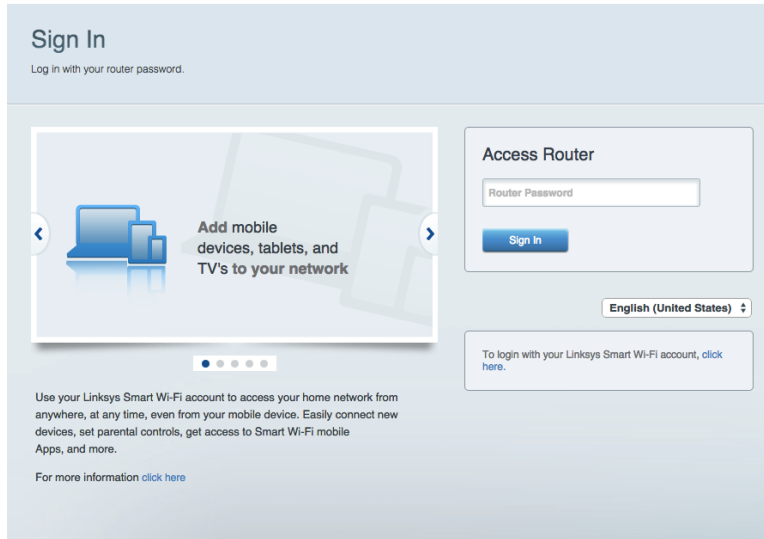 Sign In
Log in with your router password.
Add mobile
devices, tablets, and
TV's to your network
Access Router
Router Password
Sign In
English (United States)
To login with your Linksys Smart Wi-Fi account, click
here.
Use your Linksys Smart Wi-Fi account to access your home network from
anywhere, at any time, even from your mobile device. Easily connect new
devices, set parental controls, get access to Smart Wi-Fi mobile
Apps, and more.
For more information click here